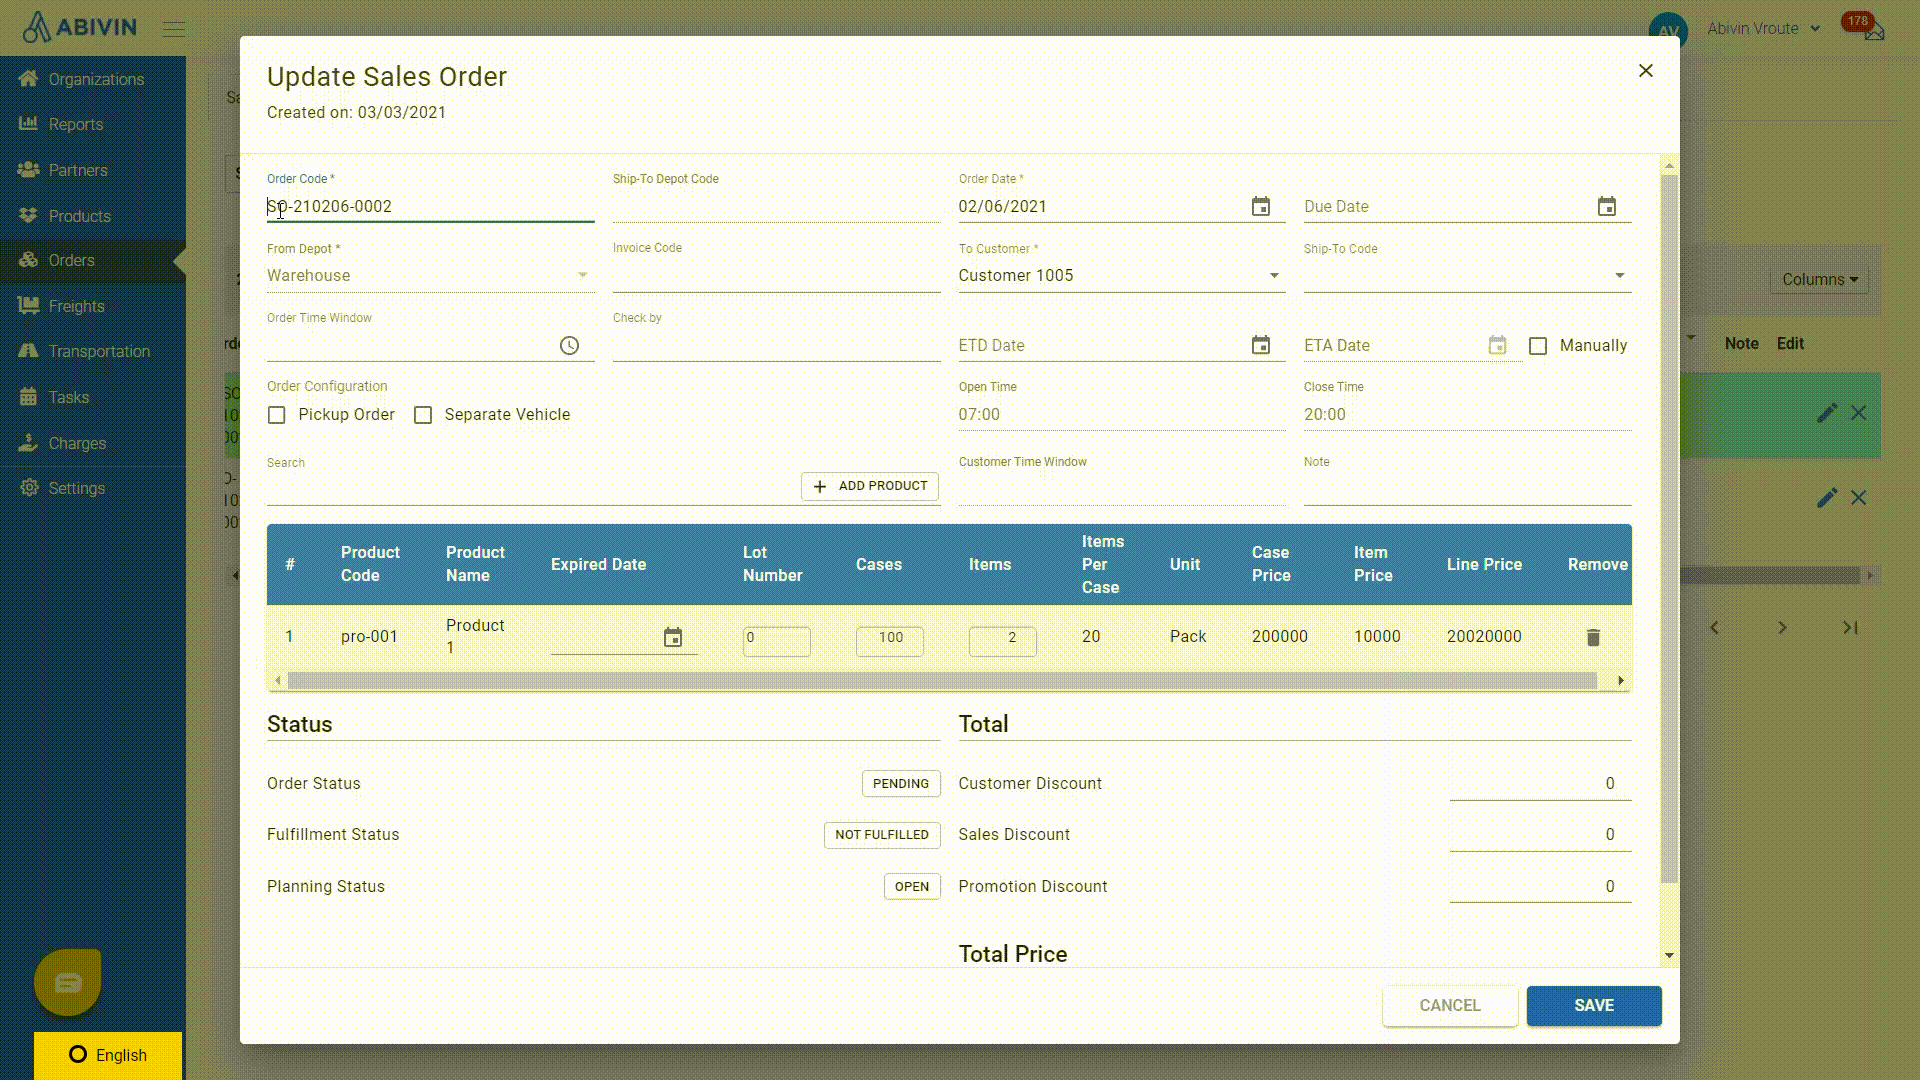 ABIVIN
AV
Abivin Vroute
178
Organizations
Reports
Partners
Products
Orders
Freights
Transportation
Tasks
Charges
Settings
English
Update Sales Order
Created on: 03/03/2021
Order Code *
Ship-To Depot Code
Order Date *
SO-210206-0002
02/06/2021
Due Date
From Depot *
Invoice Code
To Customer *
Ship-To Code
Warehouse
Customer 1005
Order Time Window
Check by
ETD Date
ETA Date
Manually
Order Configuration
Open Time
Close Time
Pickup Order
Separate Vehicle
07:00
20:00
Search
ADD PRODUCT
Customer Time Window
Note
# Product Code Product Name Expired Date Lot Number Cases Items Items Per Case Unit Case Price Item Price Line Price Remove
1 pro-001 Product 1 0 100 2 20 Pack 200000 10000 20020000
Status
Total
Order Status
PENDING
Customer Discount
0
Fulfillment Status
NOT FULFILLED
Sales Discount
0
Planning Status
OPEN
Promotion Discount
0
Total Price
CANCEL
SAVE
Columns
Note
Edit